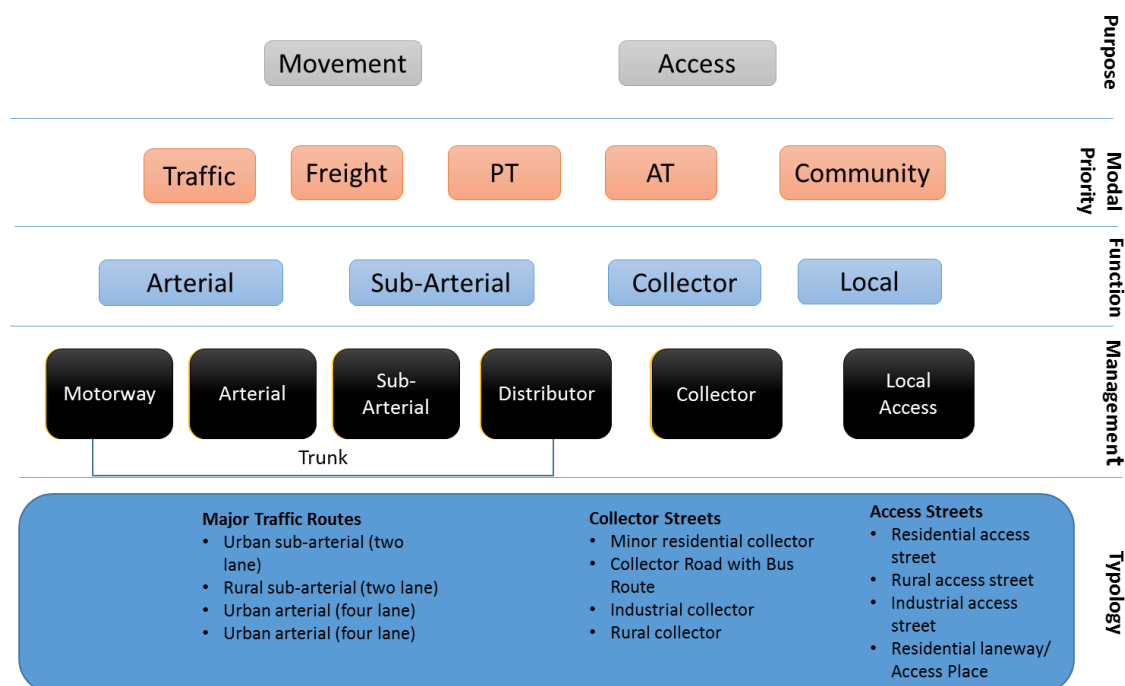 Movement
Access
Purpose
Traffic
Freight
PT
AT
Community
Modal
Priority
Arterial
Sub-Arterial
Collector
Local
Function
Motorway
Arterial
Sub-
Arterial
Distributor
Collector
Local
Access
Trunk
Management
Major Traffic Routes
• Urban sub-arterial (two
lane)
• Rural sub-arterial (two lane)
• Urban arterial (four lane)
• Urban arterial (four lane)
Collector Streets
• Minor residential collector
• Collector Road with Bus
Route
• Industrial collector
• Rural collector
Access Streets
• Residential access
street
• Rural access street
• Industrial access
street
• Residential laneway/
Access Place
Typology